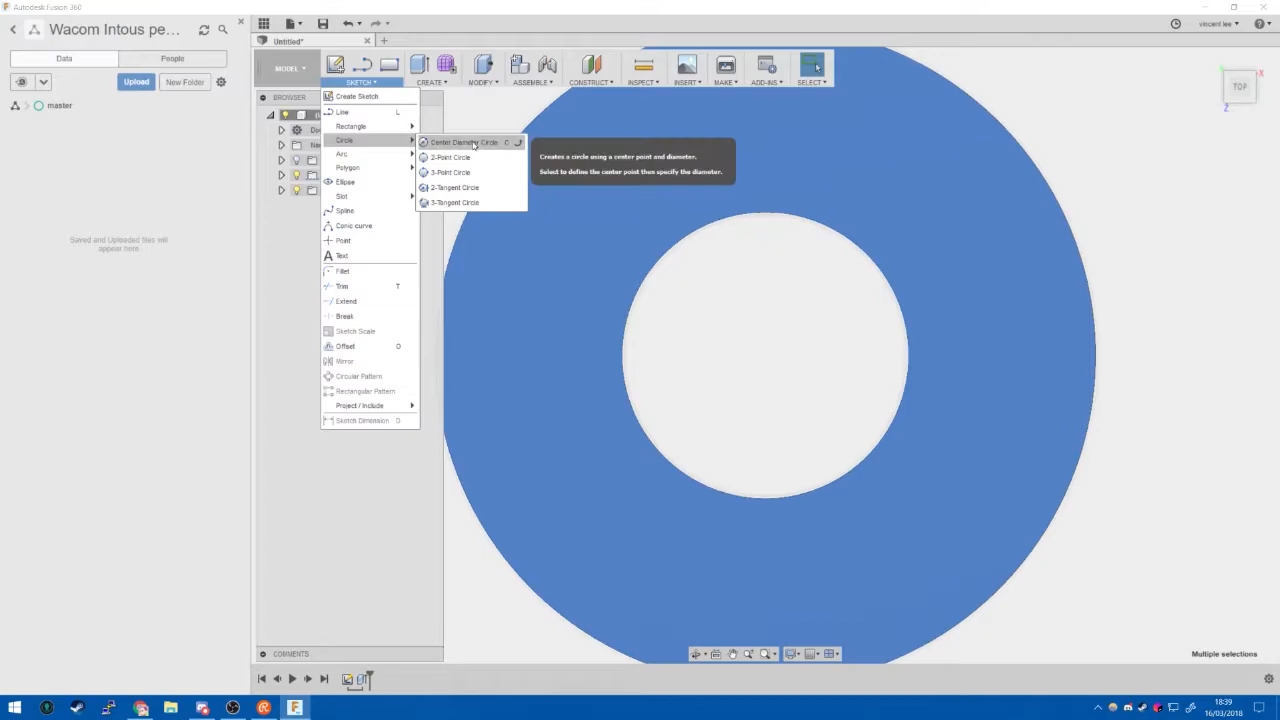 Autodesk Fusion 360
Wacom Intous pe...
vincent lee
Data
People
Untitled*
Upload
New Folder
master
Saved and Uploaded files will
appear here.
MODEL
SKETCH
CREATE
MODIFY
ASSEMBLE
CONSTRUCT
INSPECT
INSERT
MAKE
ADD-INS
SELECT
BROWSER
Create Sketch
Line L
Rectangle
Circle
Arc
Polygon
Ellipse
Slot
Spline
Conic curve
Point
Text
Fillet
Trim T
Extend
Break
Sketch Scale
Offset O
Mirror
Circular Pattern
Rectangular Pattern
Project / Include
Sketch Dimension D
Center Diameter Circle C
2-Point Circle
3-Point Circle
2-Tangent Circle
3-Tangent Circle
Creates a circle using a center point and diameter.
Select to define the center point then specify the diameter.
TOP
X
Z
COMMENTS
Multiple selections
18:39
16/03/2018